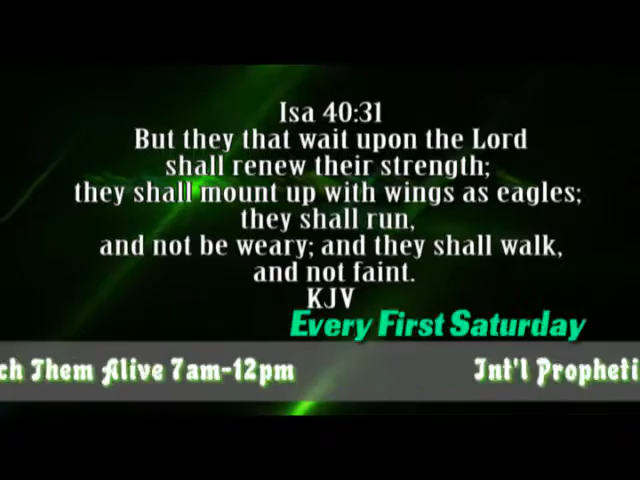 Isa 40:31
But they that wait upon the Lord
shall renew their strength;
they shall mount up with wings as eagles;
they shall run,
and not be weary; and they shall walk,
and not faint.
KJV
Every First Saturday
ch Them Alive 7am-12pm Int'l Propheti